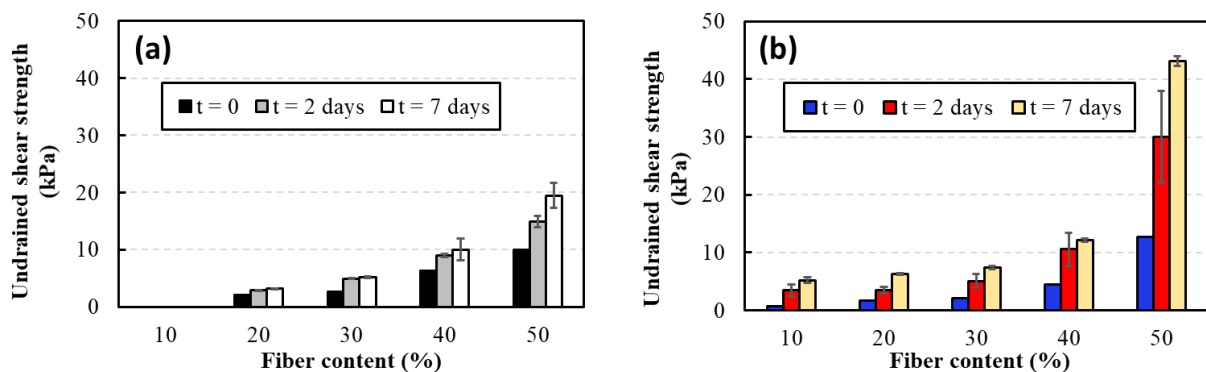 (a)
Undrained shear strength
(kPa)
50
40
30
20
10
0
t = 0 t = 2 days t = 7 days
10 20 30 40 50
Fiber content (%)
(b)
Undrained shear strength
(kPa)
50
40
30
20
10
0
t = 0 t = 2 days t = 7 days
10 20 30 40 50
Fiber content (%)